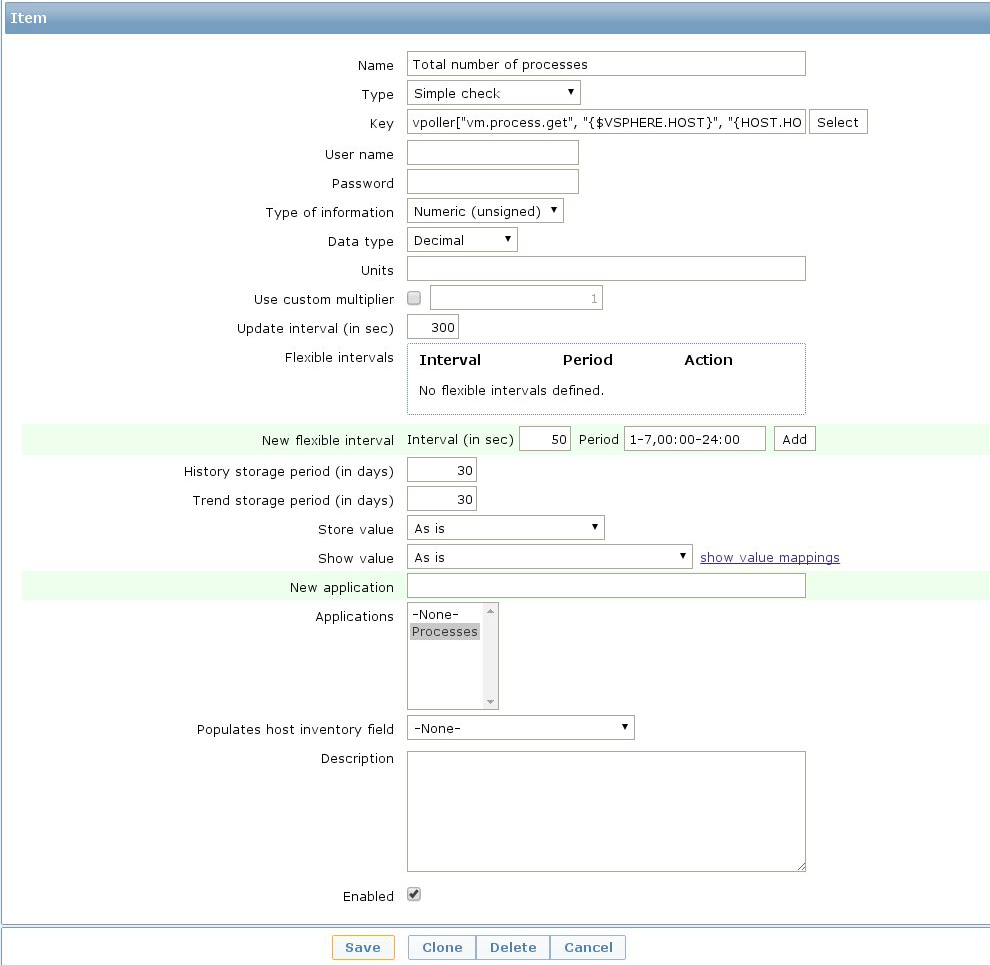 Item
Name Total number of processes
Type Simple check
Key vpoller["vm.process.get", "{$VSPHERE.HOST}", "{HOST.HO Select
User name
Password
Type of information Numeric (unsigned)
Data type Decimal
Units
Use custom multiplier 1
Update interval (in sec) 300
Flexible intervals Interval Period Action
No flexible intervals defined.
New flexible interval Interval (in sec) 50 Period 1-7,00:00-24:00 Add
History storage period (in days) 30
Trend storage period (in days) 30
Store value As is
Show value As is show value mappings
New application
Applications -None-
Processes
Populates host inventory field -None-
Description
Enabled
Save Clone Delete Cancel